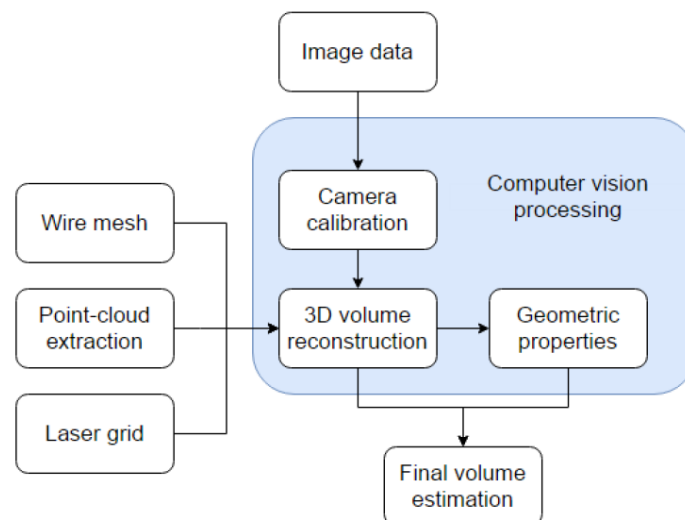 Image data
Camera
calibration
Computer vision
processing
Wire mesh
Point-cloud
extraction
3D volume
reconstruction
Geometric
properties
Laser grid
Final volume
estimation